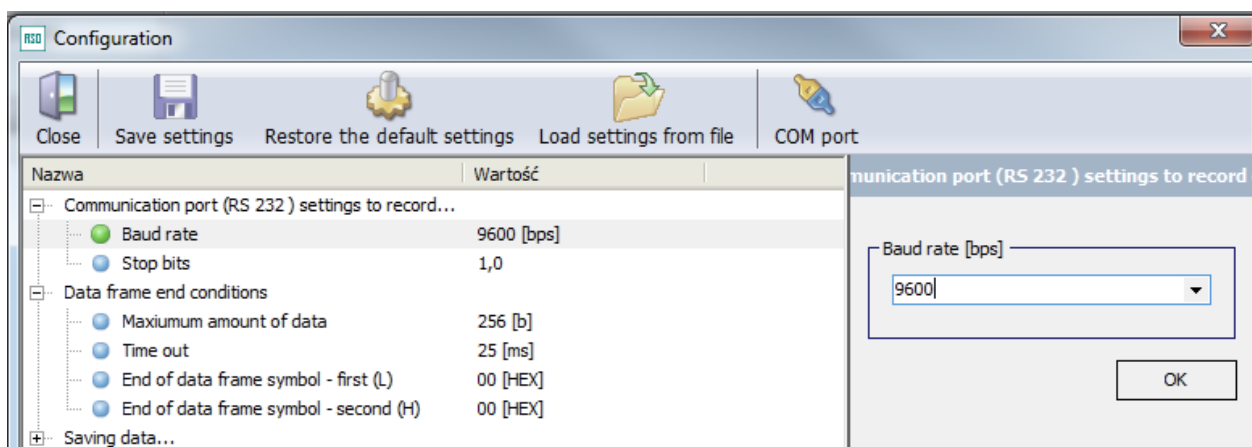 RSD Configuration
Close Save settings Restore the default settings Load settings from file COM port
Nazwa Wartość
munication port (RS 232 ) settings to record
Communication port (RS 232 ) settings to record...
Baud rate 9600 [bps]
Stop bits 1,0
Data frame end conditions
Maxiumum amount of data 256 [b]
Time out 25 [ms]
End of data frame symbol - first (L) 00 [HEX]
End of data frame symbol - second (H) 00 [HEX]
Saving data...
Baud rate [bps]
9600
OK